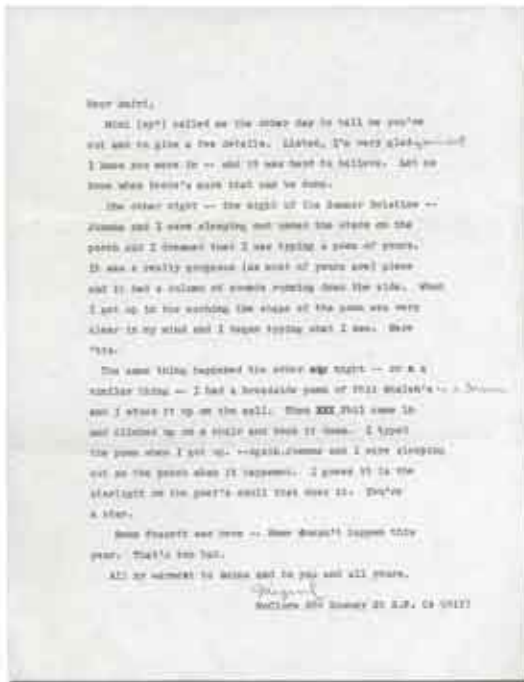 Dear
called me the other day to tell me you've
out and to give a few details. Listen, I'm very glad
I hear you were in -- and it was hard to believe. Let me
know when there's more that can be done.
The other night -- the night of the Summer Solstice --
Joanna and I were sleeping out under the stars on the
porch and I dreamed that I was typing a poem of yours.
It was a really gorgeous (as most of yours are) piece
and it had a column of sounds running down the side. When
I got up in the morning the shape of the poem was very
clear in my mind and I began typing what I saw. Here
'tis.
The same thing happened the other night -- or a
similar thing -- I had a broadside poem of Phil Whalen's
and I stuck it up on the wall. Then XXX Phil came in
and climbed up on a chair and took it down. I typed
the poem when I got up. --again Joanna and I were sleeping
out on the porch when it happened. I guess it is the
starlight on the poet's skull that does it. You're
a star.
was here -- doesn't happen this
year. That's too bad.
All my warmest to and to you and all yours,
McClure Downey St S.F. CA